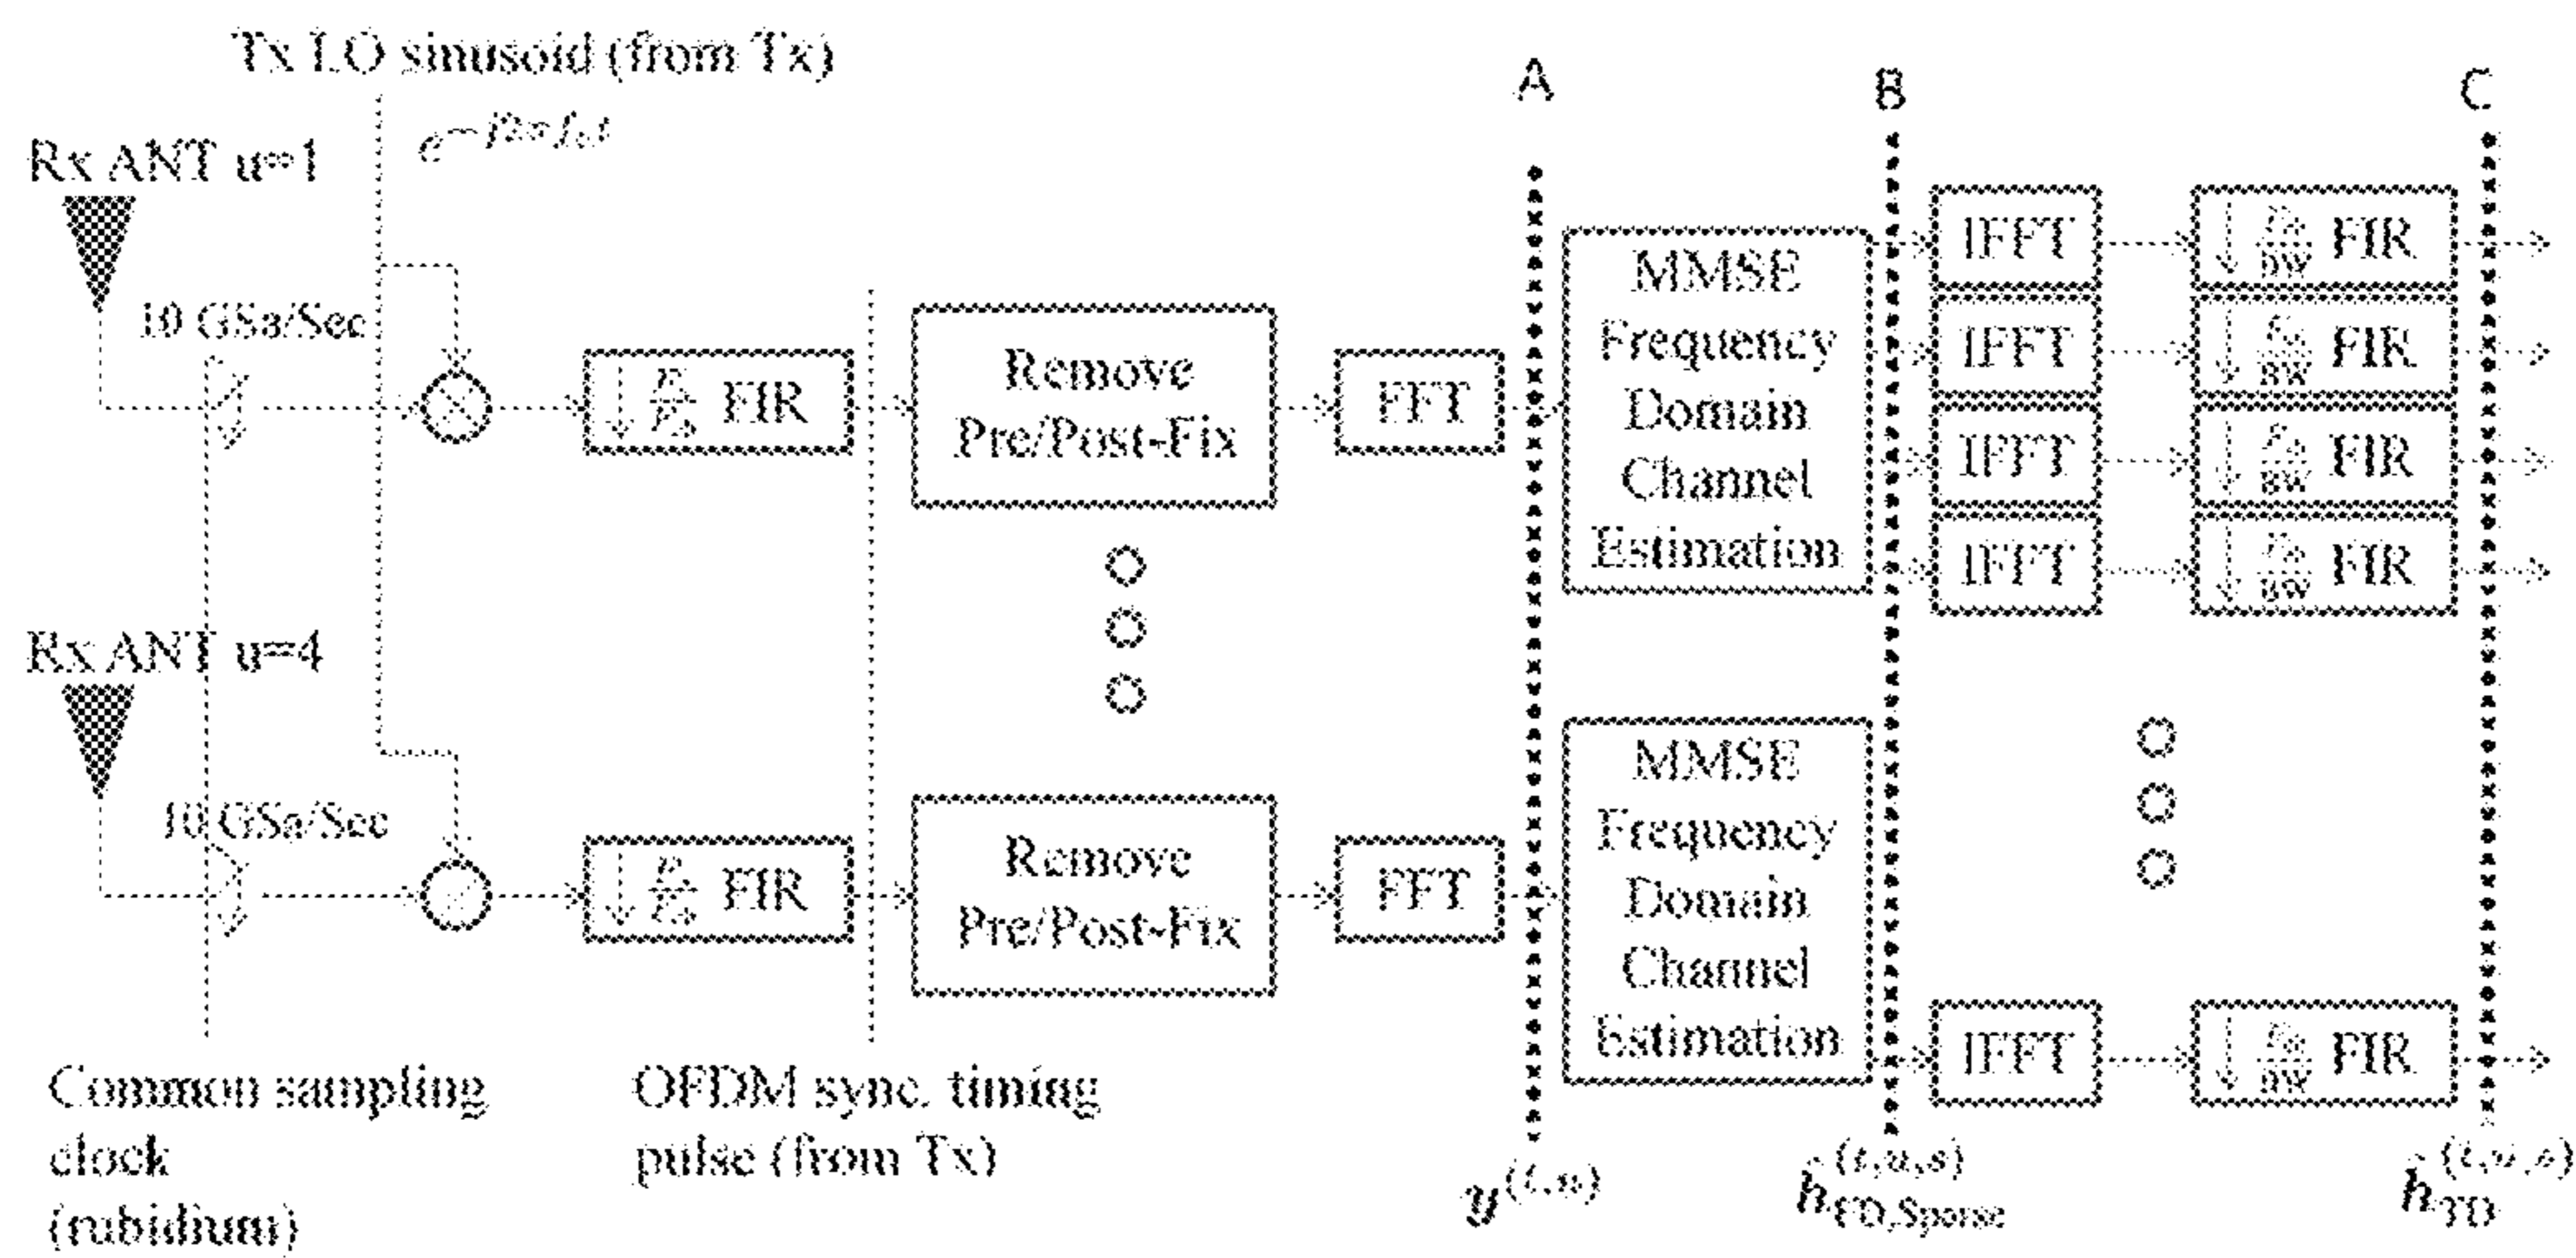 Tx LO sinusoid (from Tx)
A
B
C
Rx ANT u=1
10 GSa/Sec
FIR
Remove
Pre/Post-Fix
FFT
MMSE
Frequency
Domain
Channel
Estimation
IFFT
FIR
IFFT
FIR
IFFT
FIR
IFFT
FIR
Rx ANT u=4
10 GSa/Sec
FIR
Remove
Pre/Post-Fix
FFT
MMSE
Frequency
Domain
Channel
Estimation
IFFT
FIR
Common sampling
clock
(rubidium)
OFDM sync. timing
pulse (from Tx)